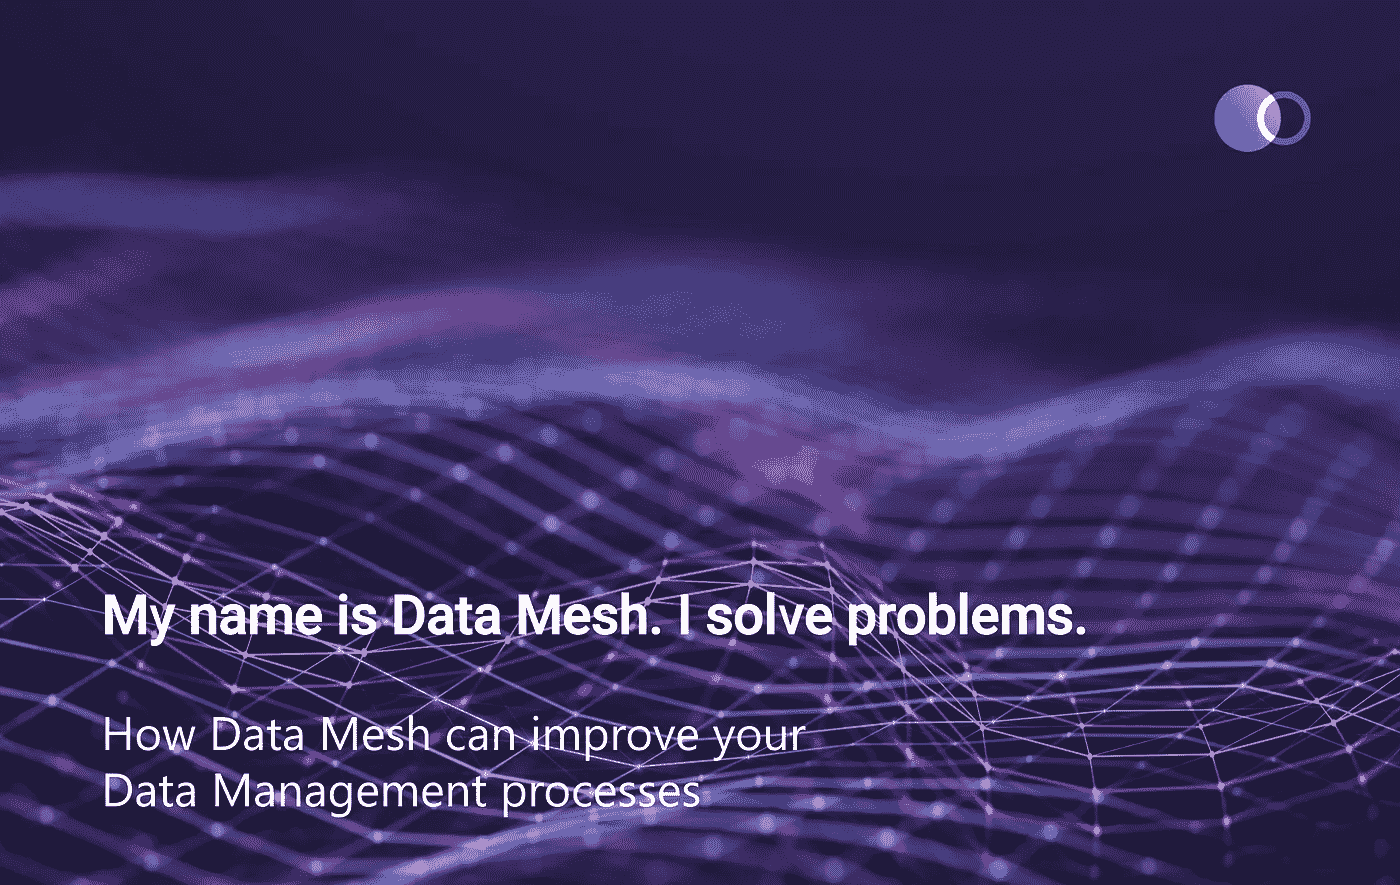 My name is Data Mesh. I solve problems.
How Data Mesh can improve your
Data Management processes